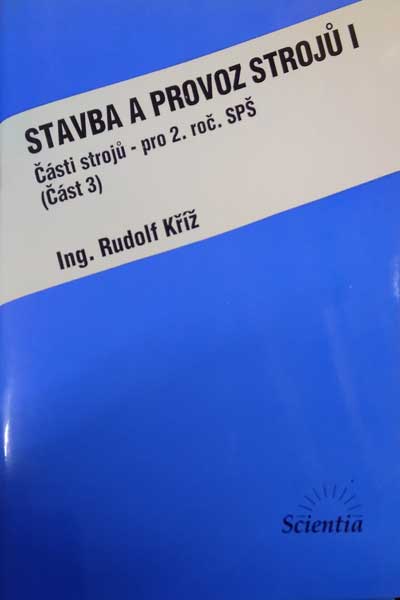 STAVBA A PROVOZ STROJŮ I
Části strojů - pro 2. roč. SPŠ
(Část 3)
Ing. Rudolf Kříž
Scientia